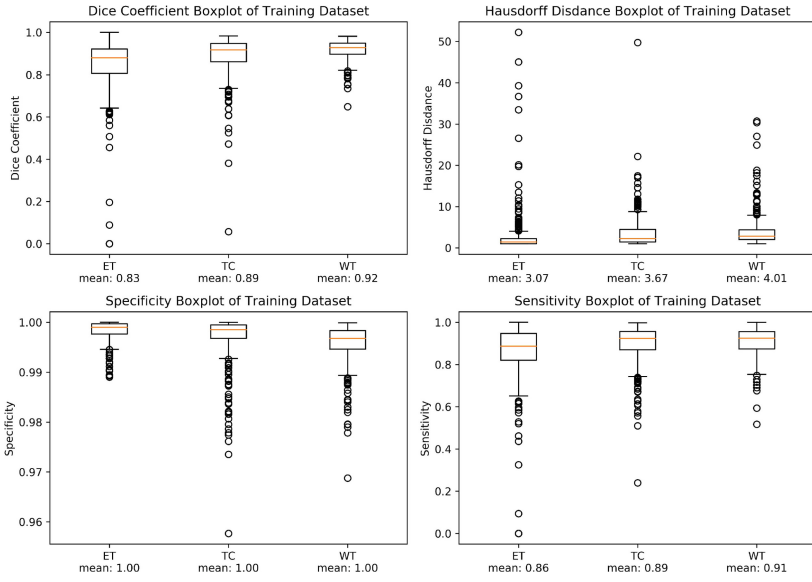 Dice Coefficient Boxplot of Training Dataset
Dice Coefficient
1.0
0.8
0.6
0.4
0.2
0.0
ET
mean: 0.83
TC
mean: 0.89
WT
mean: 0.92
Hausdorff Disdance Boxplot of Training Dataset
Hausdorff Disdance
50
40
30
20
10
0
ET
mean: 3.07
TC
mean: 3.67
WT
mean: 4.01
Specificity Boxplot of Training Dataset
Specificity
1.00
0.99
0.98
0.97
0.96
ET
mean: 1.00
TC
mean: 1.00
WT
mean: 1.00
Sensitivity Boxplot of Training Dataset
Sensitivity
1.0
0.8
0.6
0.4
0.2
0.0
ET
mean: 0.86
TC
mean: 0.89
WT
mean: 0.91